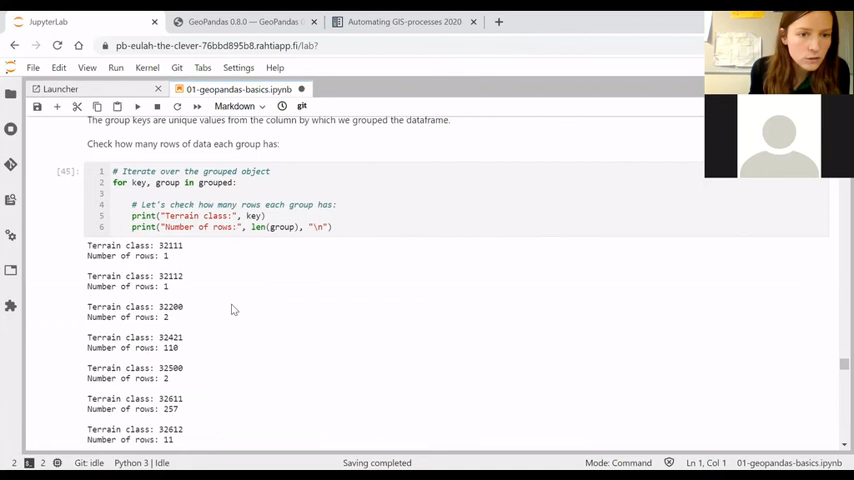 JupyterLab
GeoPandas 0.8.0 — GeoPandas
Automating GIS-processes 2020
pb-eulah-the-clever-76bbd895b8.rahtiapp.fi/lab?
File Edit View Run Kernel Git Tabs Settings Help
Launcher
01-geopandas-basics.ipynb
Markdown
git
The group keys are unique values from the column by which we grouped the dataframe.
Check how many rows of data each group has:
[45]:
1 # Iterate over the grouped object
2 for key, group in grouped:
3
4 # Let's check how many rows each group has:
5 print("Terrain class:", key)
6 print("Number of rows:", len(group), "\n")
Terrain class: 32111
Number of rows: 1
Terrain class: 32112
Number of rows: 1
Terrain class: 32200
Number of rows: 2
Terrain class: 32421
Number of rows: 110
Terrain class: 32500
Number of rows: 2
Terrain class: 32611
Number of rows: 257
Terrain class: 32612
Number of rows: 11
2 2 Git: idle Python 3 | Idle Saving completed Mode: Command Ln 1, Col 1 01-geopandas-basics.ipynb